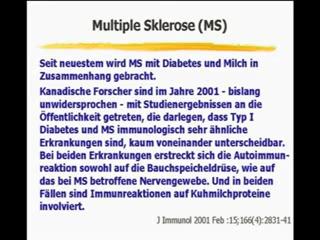 Multiple Sklerose (MS)
Seit neuestem wird MS mit Diabetes und Milch in
Zusammenhang gebracht.
Kanadische Forscher sind im Jahre 2001 - bislang
unwidersprochen - mit Studienergebnissen an die
Öffentlichkeit getreten, die darlegen, dass Typ I
Diabetes und MS immunologisch sehr ähnliche
Erkrankungen sind, kaum voneinander unterscheidbar.
Bei beiden Erkrankungen erstreckt sich die Autoimmun-
reaktion sowohl auf die Bauchspeicheldrüse, wie auf
das bei MS betroffene Nervengewebe. Und in beiden
Fällen sind Immunreaktionen auf Kuhmilchproteine
involviert.
J Immunol 2001 Feb :15;166(4):2831-41